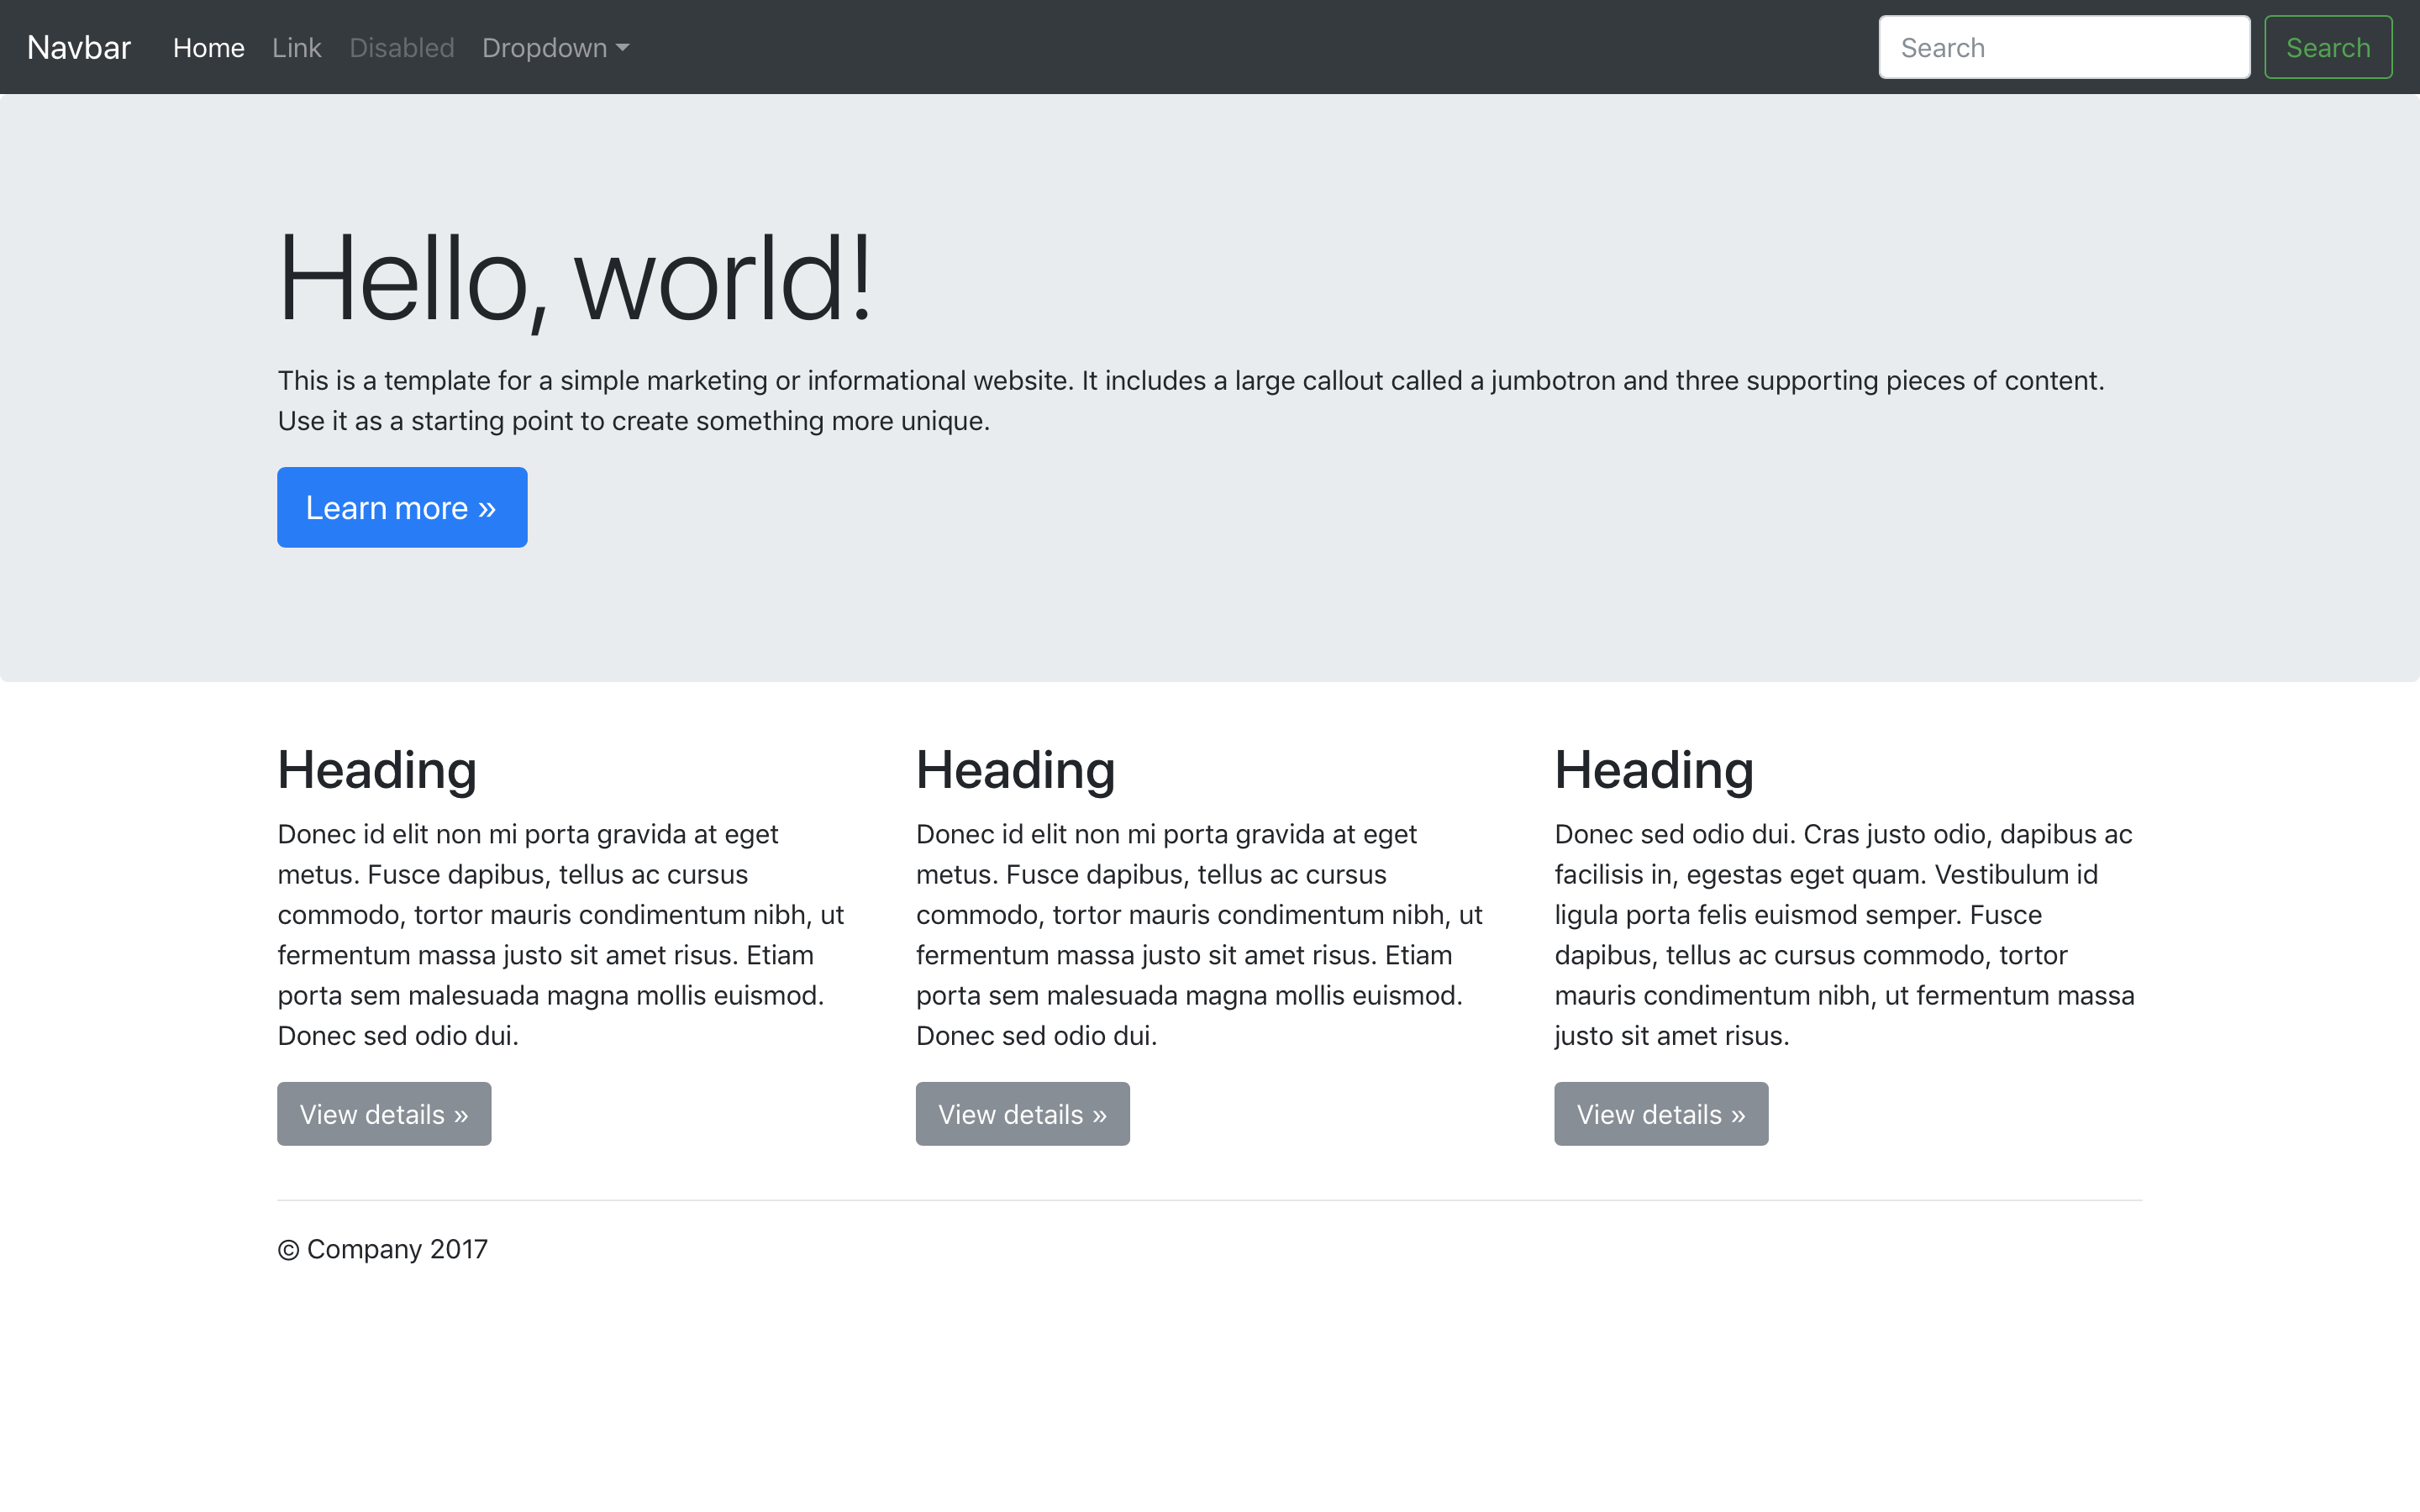 Navbar Home Link Disabled Dropdown Search Search
Hello, world!
This is a template for a simple marketing or informational website. It includes a large callout called a jumbotron and three supporting pieces of content.
Use it as a starting point to create something more unique.
Learn more »
Heading
Donec id elit non mi porta gravida at eget
metus. Fusce dapibus, tellus ac cursus
commodo, tortor mauris condimentum nibh, ut
fermentum massa justo sit amet risus. Etiam
porta sem malesuada magna mollis euismod.
Donec sed odio dui.
View details »
Heading
Donec id elit non mi porta gravida at eget
metus. Fusce dapibus, tellus ac cursus
commodo, tortor mauris condimentum nibh, ut
fermentum massa justo sit amet risus. Etiam
porta sem malesuada magna mollis euismod.
Donec sed odio dui.
View details »
Heading
Donec sed odio dui. Cras justo odio, dapibus ac
facilisis in, egestas eget quam. Vestibulum id
ligula porta felis euismod semper. Fusce
dapibus, tellus ac cursus commodo, tortor
mauris condimentum nibh, ut fermentum massa
justo sit amet risus.
View details »
© Company 2017